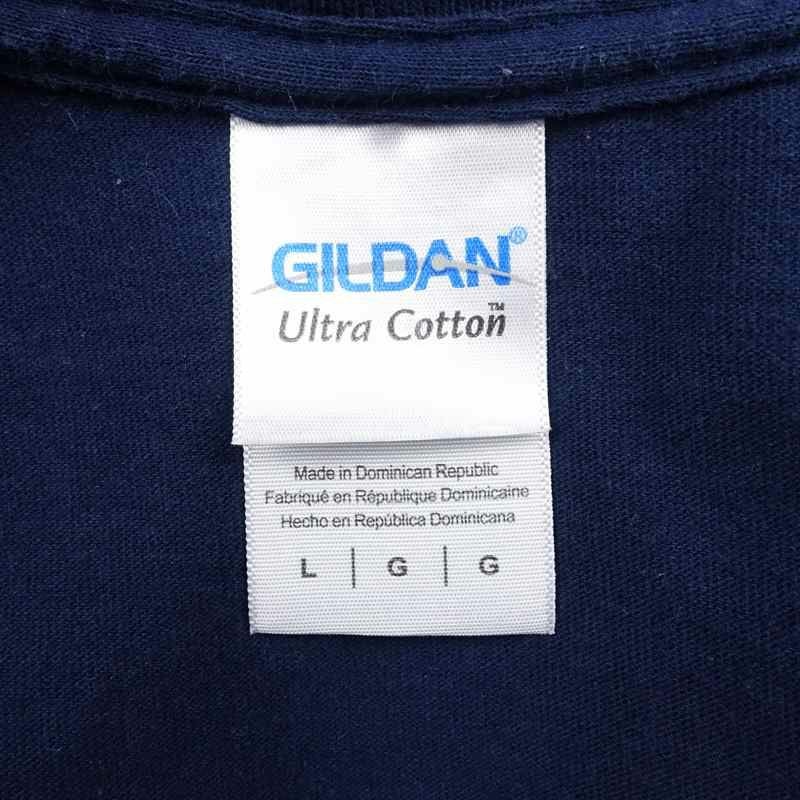 GILDAN®
Ultra Cotton™
Made in Dominican Republic
Fabriqué en République Dominicaine
Hecho en República Dominicana
L | G | G